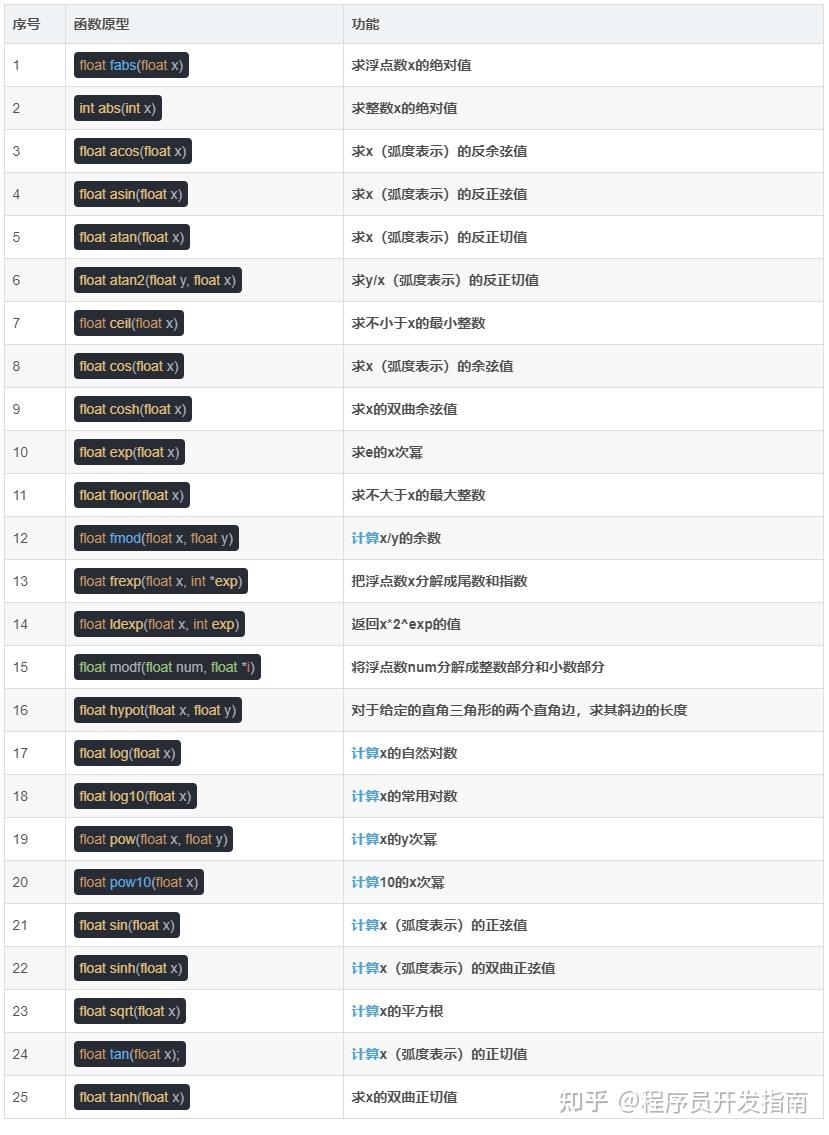 序号 函数原型 功能
1 float fabs(float x) 求浮点数x的绝对值
2 int abs(int x) 求整数x的绝对值
3 float acos(float x) 求x（弧度表示）的反余弦值
4 float asin(float x) 求x（弧度表示）的反正弦值
5 float atan(float x) 求x（弧度表示）的反正切值
6 float atan2(float y, float x) 求y/x（弧度表示）的反正切值
7 float ceil(float x) 求不小于x的最小整数
8 float cos(float x) 求x（弧度表示）的余弦值
9 float cosh(float x) 求x的双曲余弦值
10 float exp(float x) 求e的x次幂
11 float floor(float x) 求不大于x的最大整数
12 float fmod(float x, float y) 计算x/y的余数
13 float frexp(float x, int *exp) 把浮点数x分解成尾数和指数
14 float ldexp(float x, int exp) 返回x*2^exp的值
15 float modf(float num, float *i) 将浮点数num分解成整数部分和小数部分
16 float hypot(float x, float y) 对于给定的直角三角形的两个直角边，求其斜边的长度
17 float log(float x) 计算x的自然对数
18 float log10(float x) 计算x的常用对数
19 float pow(float x, float y) 计算x的y次幂
20 float pow10(float x) 计算10的x次幂
21 float sin(float x) 计算x（弧度表示）的正弦值
22 float sinh(float x) 计算x（弧度表示）的双曲正弦值
23 float sqrt(float x) 计算x的平方根
24 float tan(float x); 计算x（弧度表示）的正切值
25 float tanh(float x) 求x的双曲正切值
知乎 @程序员开发指南